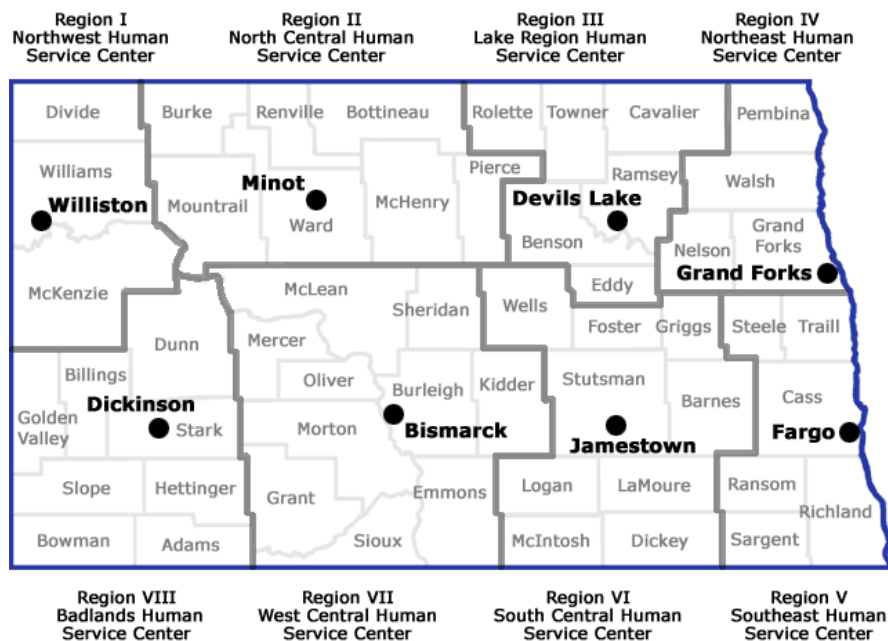 Region I
Northwest Human
Service Center
Region II
North Central Human
Service Center
Region III
Lake Region Human
Service Center
Region IV
Northeast Human
Service Center
Divide
Burke
Renville
Bottineau
Rolette
Towner
Cavalier
Pembina
Williams
Pierce
Ramsey
Walsh
Minot
Williston
Mountrail
Ward
McHenry
Devils Lake
Benson
Nelson
Grand
Forks
Grand Forks
McKenzie
McLean
Sheridan
Wells
Eddy
Dunn
Mercer
Foster
Griggs
Steele
Traill
Billings
Oliver
Burleigh
Kidder
Stutsman
Barnes
Cass
Golden
Valley
Dickinson
Stark
Morton
Bismarck
Jamestown
Fargo
Slope
Hettinger
Grant
Emmons
Logan
LaMoure
Ransom
Richland
Bowman
Adams
Sioux
McIntosh
Dickey
Sargent
Region VIII
Badlands Human
Service Center
Region VII
West Central Human
Service Center
Region VI
South Central Human
Service Center
Region V
Southeast Human
Service Center